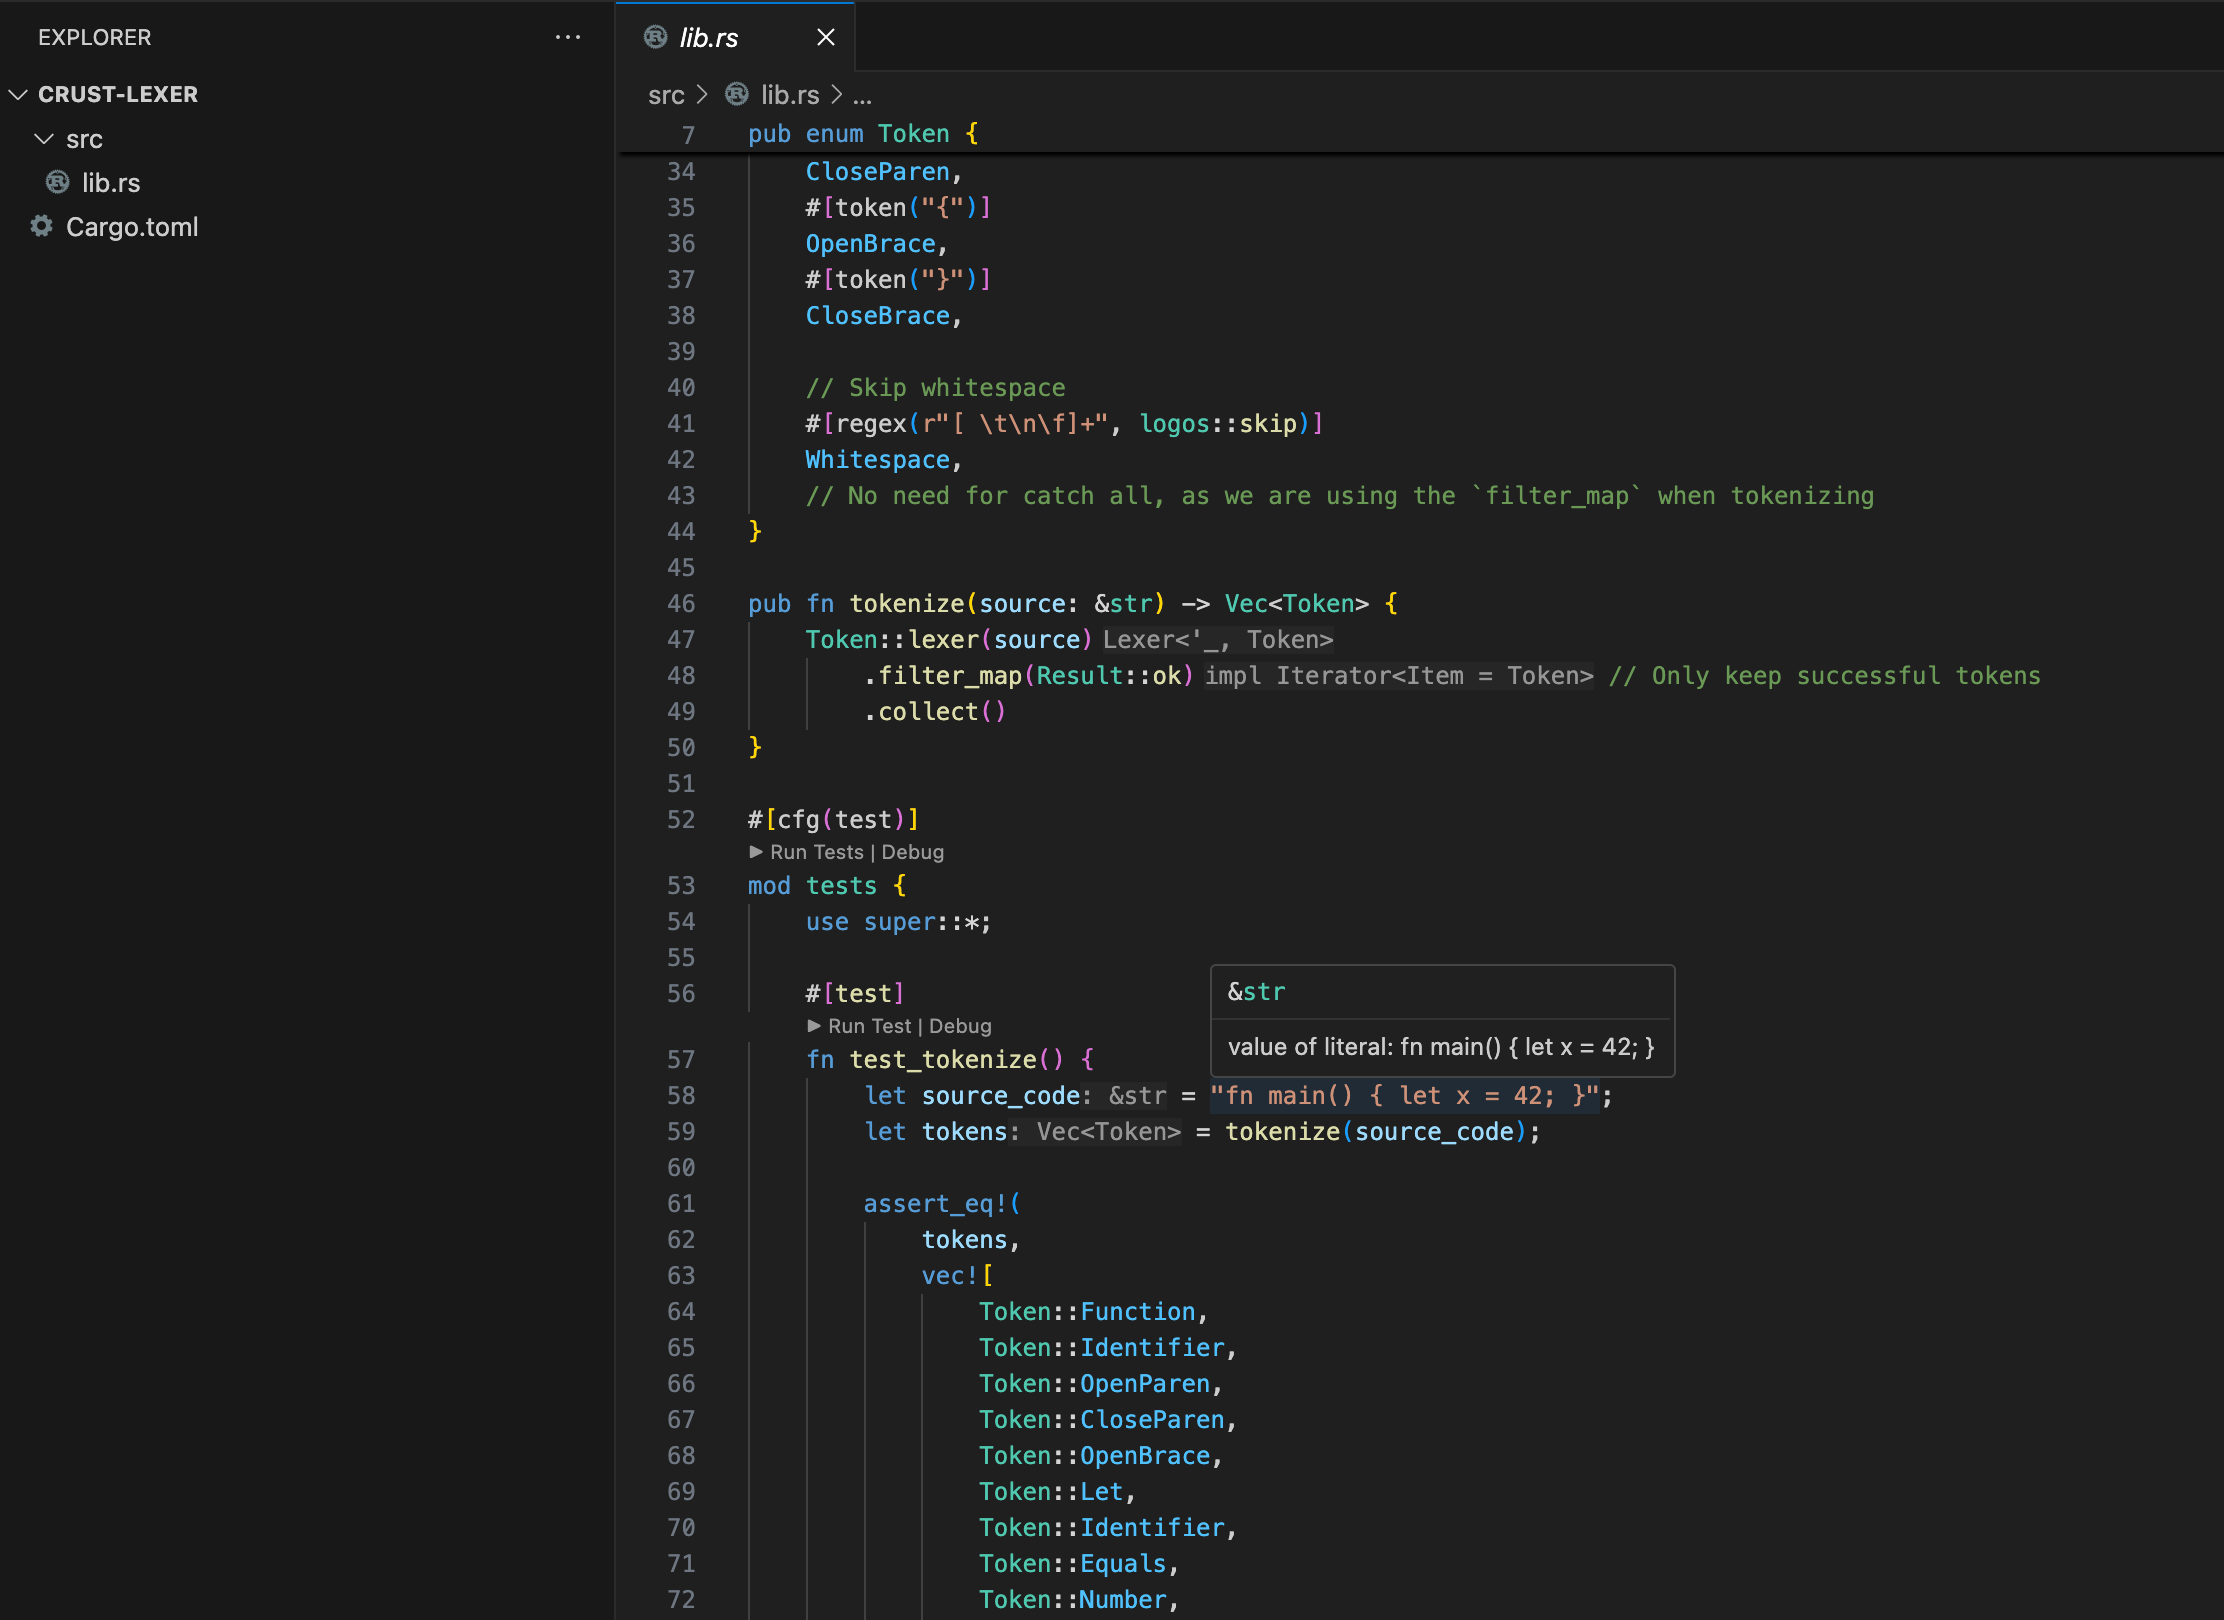 EXPLORER
...
CRUST-LEXER
src
lib.rs
Cargo.toml
lib.rs
src > lib.rs > ...
7 pub enum Token {
34 CloseParen,
35 #[token("{")]
36 OpenBrace,
37 #[token("}")]
38 CloseBrace,
39
40 // Skip whitespace
41 #[regex(r"[ \t\n\f]+", logos::skip)]
42 Whitespace,
43 // No need for catch all, as we are using the `filter_map` when tokenizing
44 }
45
46 pub fn tokenize(source: &str) -> Vec<Token> {
47 Token::lexer(source) Lexer<'_, Token>
48 .filter_map(Result::ok) impl Iterator<Item = Token> // Only keep successful tokens
49 .collect()
50 }
51
52 #[cfg(test)]
Run Tests | Debug
53 mod tests {
54 use super::*;
55
56 #[test]
Run Test | Debug
&str
value of literal: fn main() { let x = 42; }
57 fn test_tokenize() {
58 let source_code: &str = "fn main() { let x = 42; }";
59 let tokens: Vec<Token> = tokenize(source_code);
60
61 assert_eq!(
62 tokens,
63 vec![
64 Token::Function,
65 Token::Identifier,
66 Token::OpenParen,
67 Token::CloseParen,
68 Token::OpenBrace,
69 Token::Let,
70 Token::Identifier,
71 Token::Equals,
72 Token::Number,